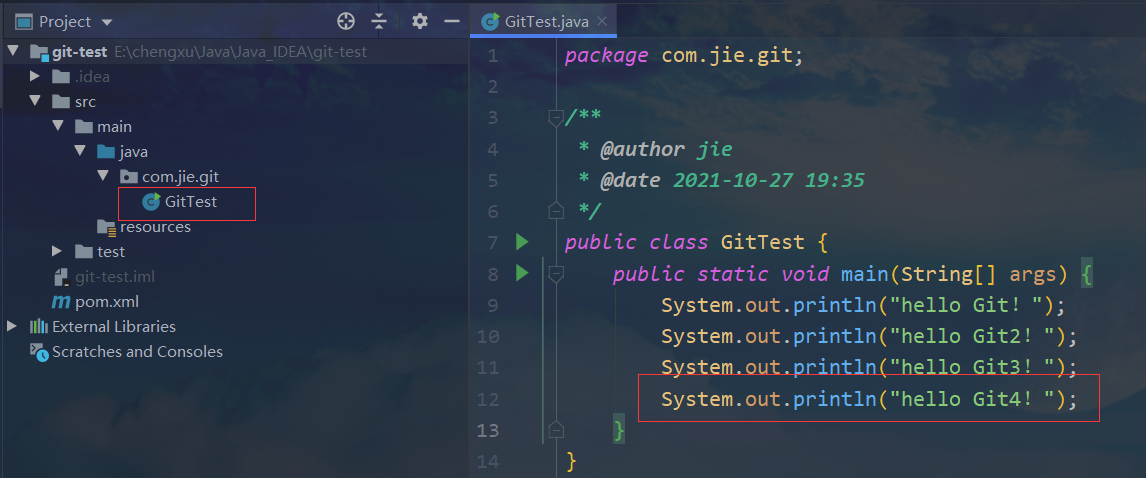 Project
git-test E:\chengxu\Java\Java_IDEA\git-test
.idea
src
main
java
com.jie.git
GitTest
resources
test
git-test.iml
pom.xml
External Libraries
Scratches and Consoles
GitTest.java
1 package com.jie.git;
2
3 /**
4 * @author jie
5 * @date 2021-10-27 19:35
6 */
7 public class GitTest {
8 public static void main(String[] args) {
9 System.out.println("hello Git！");
10 System.out.println("hello Git2！");
11 System.out.println("hello Git3！");
12 System.out.println("hello Git4！");
13 }
14 }